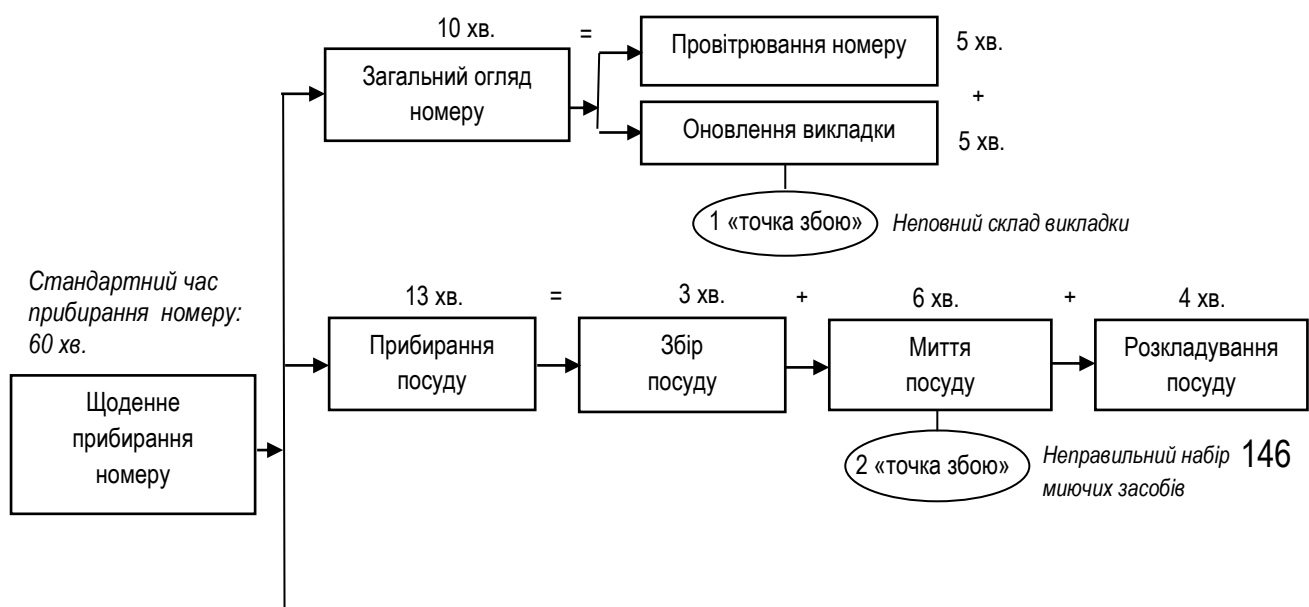 10 хв.
=
Провітрювання номеру
5 хв.
Загальний огляд
номеру
+
Оновлення викладки
5 хв.
1 «точка збою»
Неповний склад викладки
Стандартний час
прибирання номеру:
60 хв.
13 хв.
=
3 хв.
+
6 хв.
+
4 хв.
Прибирання
посуду
Збір
посуду
Миття
посуду
Розкладування
посуду
Щоденне
прибирання
номеру
2 «точка збою»
Неправильний набір
миючих засобів
146